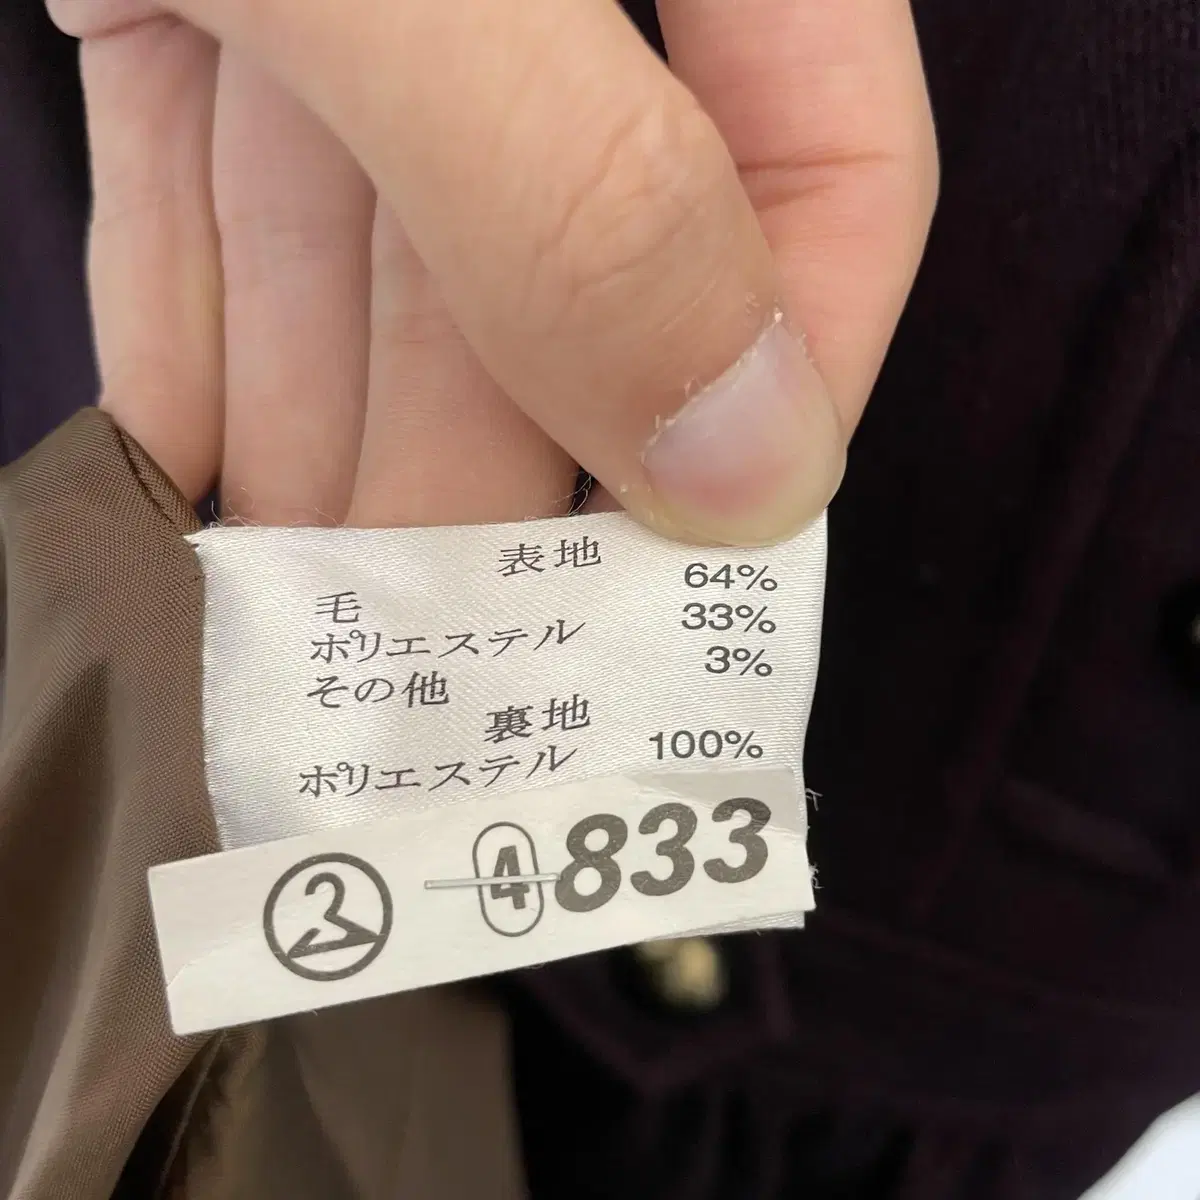 表地
毛 64%
ポリエステル 33%
その他 3%
裏地
ポリエステル 100%
4 833